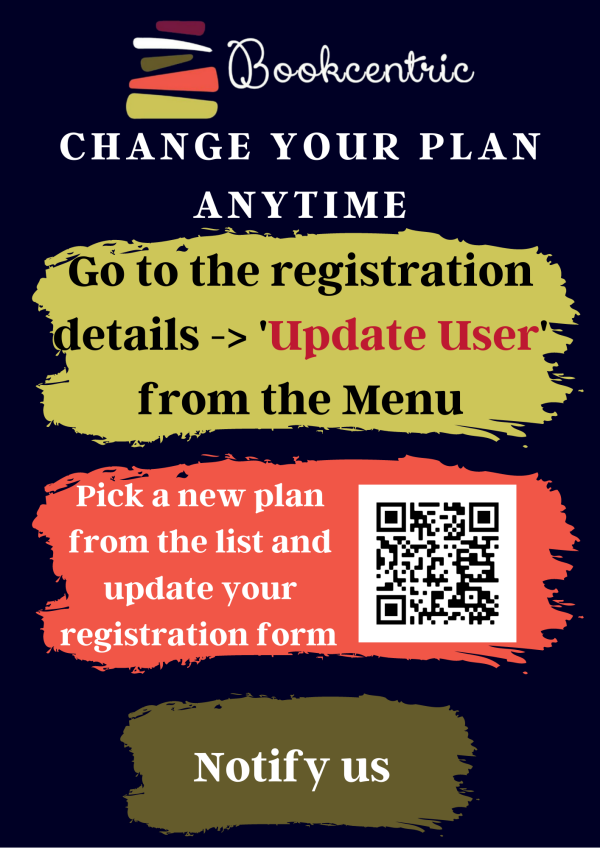 Bookcentric
CHANGE YOUR PLAN
ANYTIME
Go to the registration
details -> 'Update User'
from the Menu
Pick a new plan
from the list and
update your
registration form
Notify us